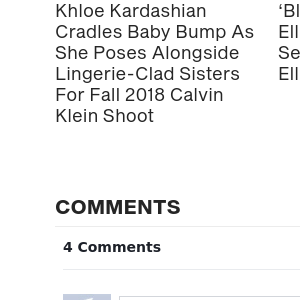 Khloe Kardashian
Cradles Baby Bump As
She Poses Alongside
Lingerie-Clad Sisters
For Fall 2018 Calvin
Klein Shoot
‘Bl
Ell
Se
Ell
COMMENTS
4 Comments